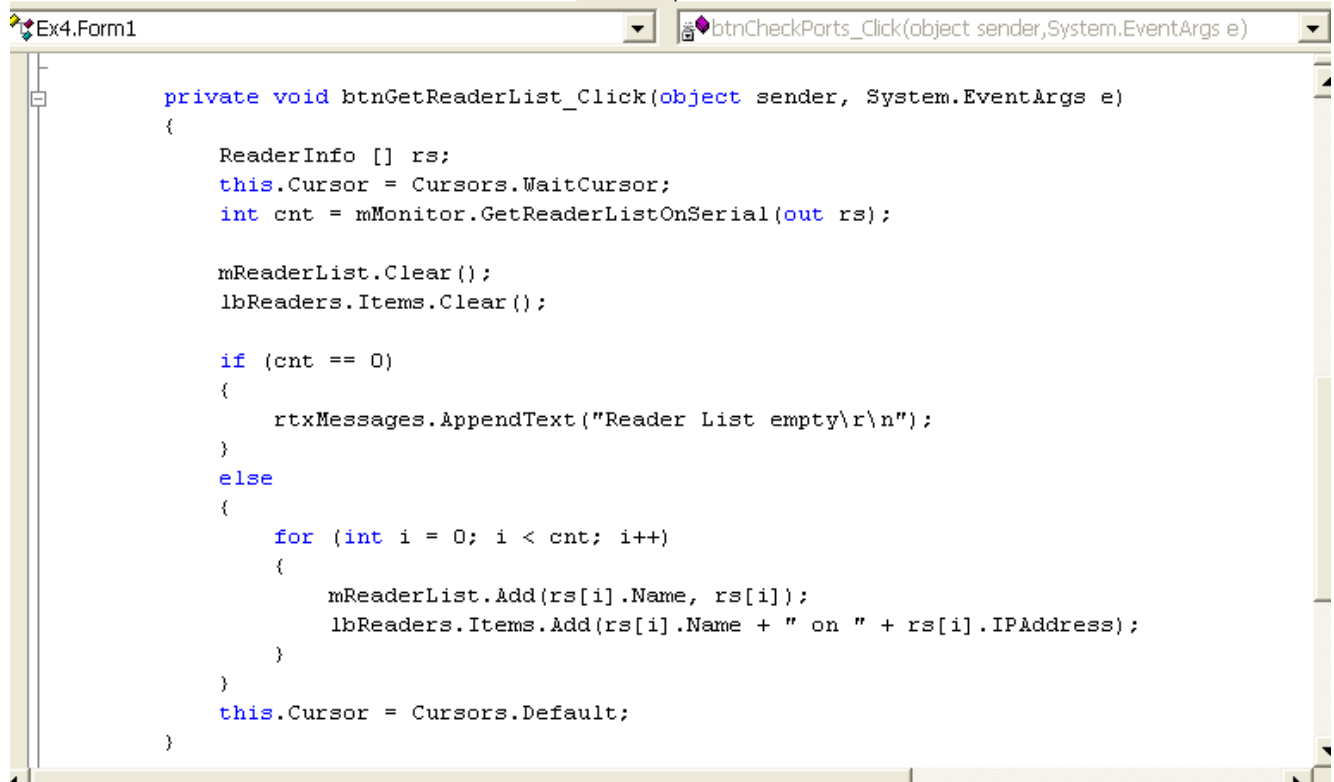 Ex4.Form1
btnCheckPorts_Click(object sender,System.EventArgs e)
private void btnGetReaderList_Click(object sender, System.EventArgs e)
{
ReaderInfo [] rs;
this.Cursor = Cursors.WaitCursor;
int cnt = mMonitor.GetReaderListOnSerial(out rs);
mReaderList.Clear();
lbReaders.Items.Clear();
if (cnt == 0)
{
rtxMessages.AppendText("Reader List empty\r\n");
}
else
{
for (int i = 0; i < cnt; i++)
{
mReaderList.Add(rs[i].Name, rs[i]);
lbReaders.Items.Add(rs[i].Name + " on " + rs[i].IPAddress);
}
}
this.Cursor = Cursors.Default;
}